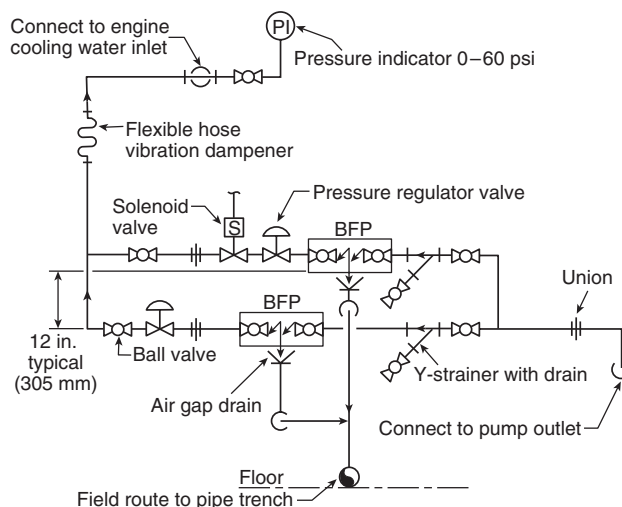 Connect to engine
cooling water inlet
PI
Pressure indicator 0–60 psi
Flexible hose
vibration dampener
Solenoid
valve
S
Pressure regulator valve
BFP
Union
BFP
12 in.
typical
(305 mm)
Ball valve
Y-strainer with drain
Air gap drain
Connect to pump outlet
Floor
Field route to pipe trench